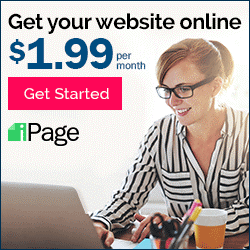 Get your website online
$1.99 per
month
Get Started
iPage